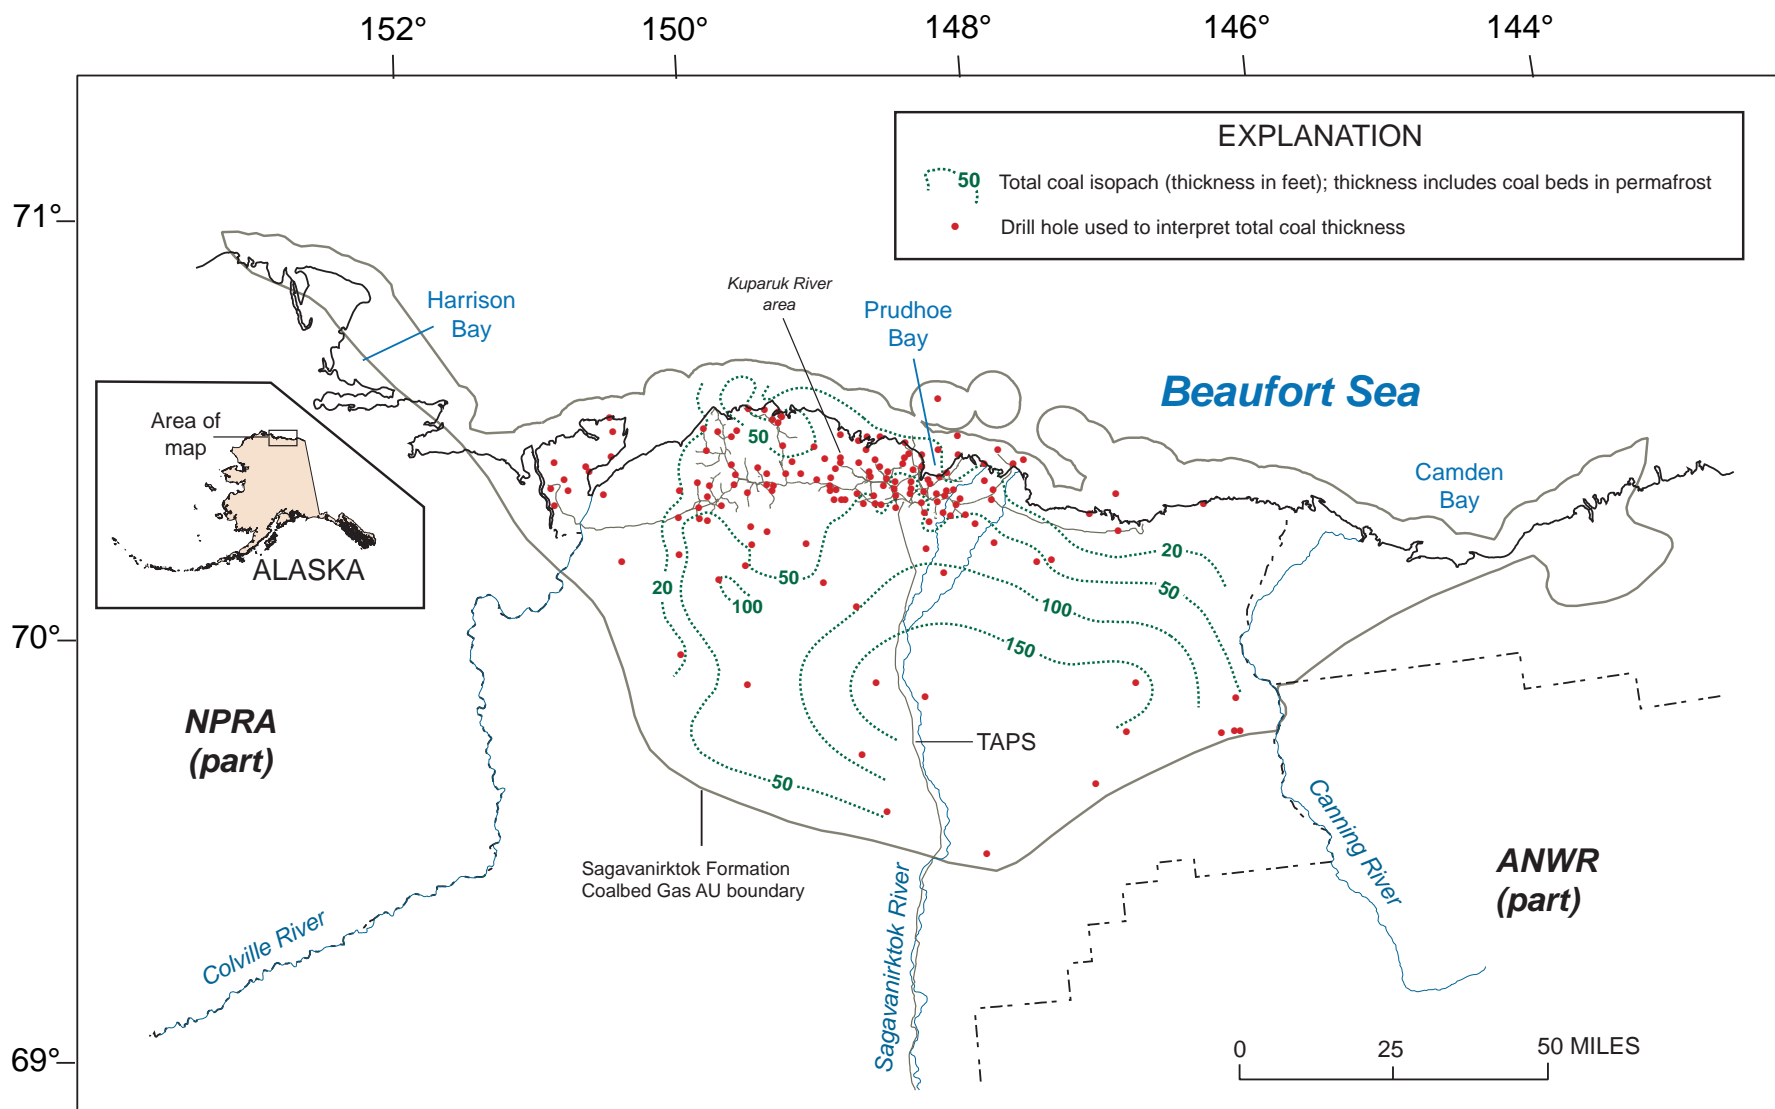 152°
150°
148°
146°
144°
71°
70°
69°
EXPLANATION
50 Total coal isopach (thickness in feet); thickness includes coal beds in permafrost
Drill hole used to interpret total coal thickness
Harrison
Bay
Kuparuk River
area
Prudhoe
Bay
Beaufort Sea
Camden
Bay
Area of
map
ALASKA
50
50
100
20
20
50
100
150
50
TAPS
NPRA
(part)
Sagavanirktok Formation
Coalbed Gas AU boundary
Colville River
Sagavanirktok River
Canning River
ANWR
(part)
0
25
50 MILES